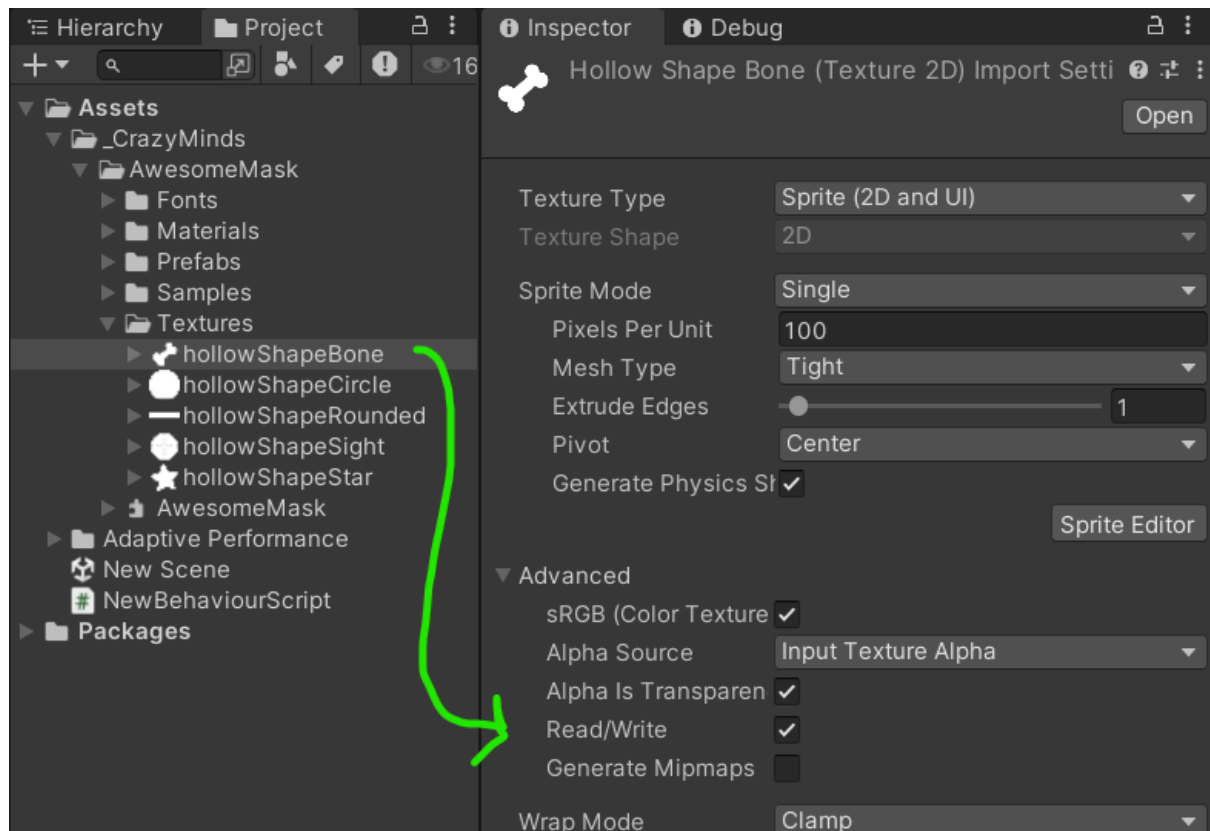 Hierarchy
Project
16
Assets
_CrazyMinds
AwesomeMask
Fonts
Materials
Prefabs
Samples
Textures
hollowShapeBone
hollowShapeCircle
hollowShapeRounded
hollowShapeSight
hollowShapeStar
AwesomeMask
Adaptive Performance
New Scene
NewBehaviourScript
Packages
Inspector
Debug
Hollow Shape Bone (Texture 2D) Import Setti
Open
Texture Type Sprite (2D and UI)
Texture Shape 2D
Sprite Mode Single
Pixels Per Unit 100
Mesh Type Tight
Extrude Edges 1
Pivot Center
Generate Physics Sh
Sprite Editor
Advanced
sRGB (Color Texture
Alpha Source Input Texture Alpha
Alpha Is Transparen
Read/Write
Generate Mipmaps
Wrap Mode Clamp